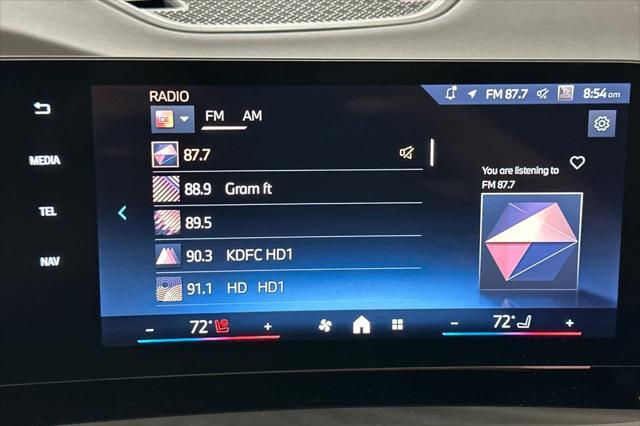 RADIO
FM 87.7 8:54 am
FM AM
MEDIA
TEL
NAV
87.7
88.9 Gram ft
89.5
90.3 KDFC HD1
91.1 HD HD1
You are listening to
FM 87.7
− 72° +
− 72° +